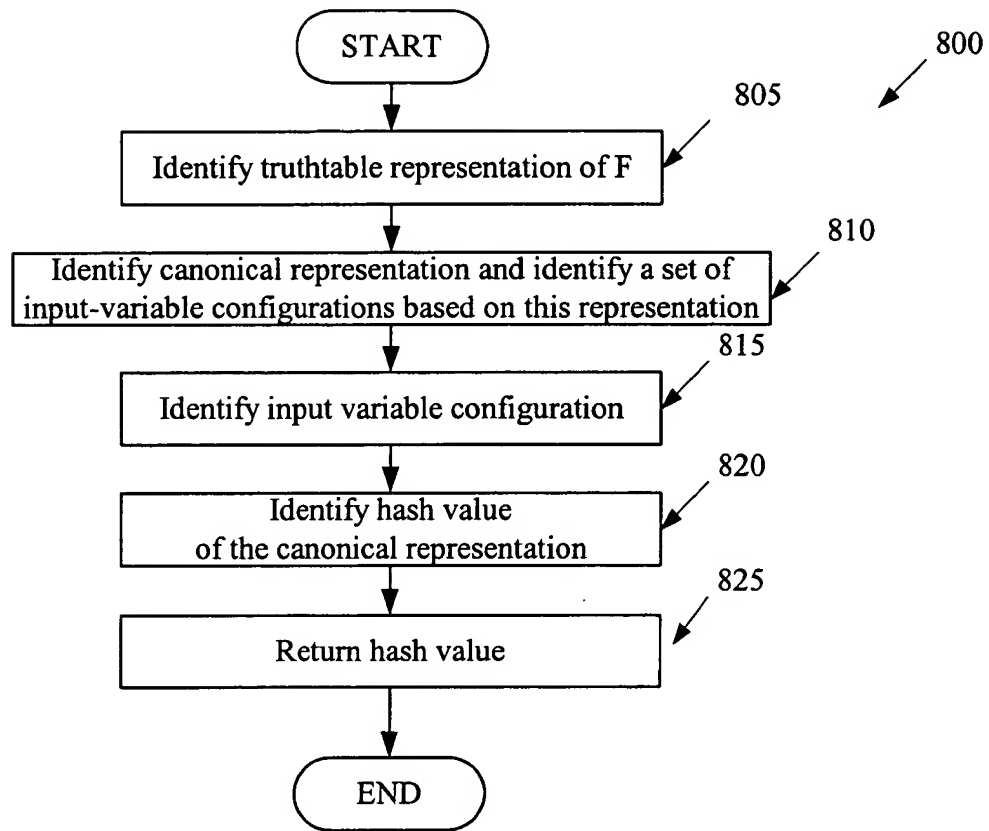 START
800
805
Identify truthtable representation of F
810
Identify canonical representation and identify a set of
input-variable configurations based on this representation
815
Identify input variable configuration
820
Identify hash value
of the canonical representation
825
Return hash value
END